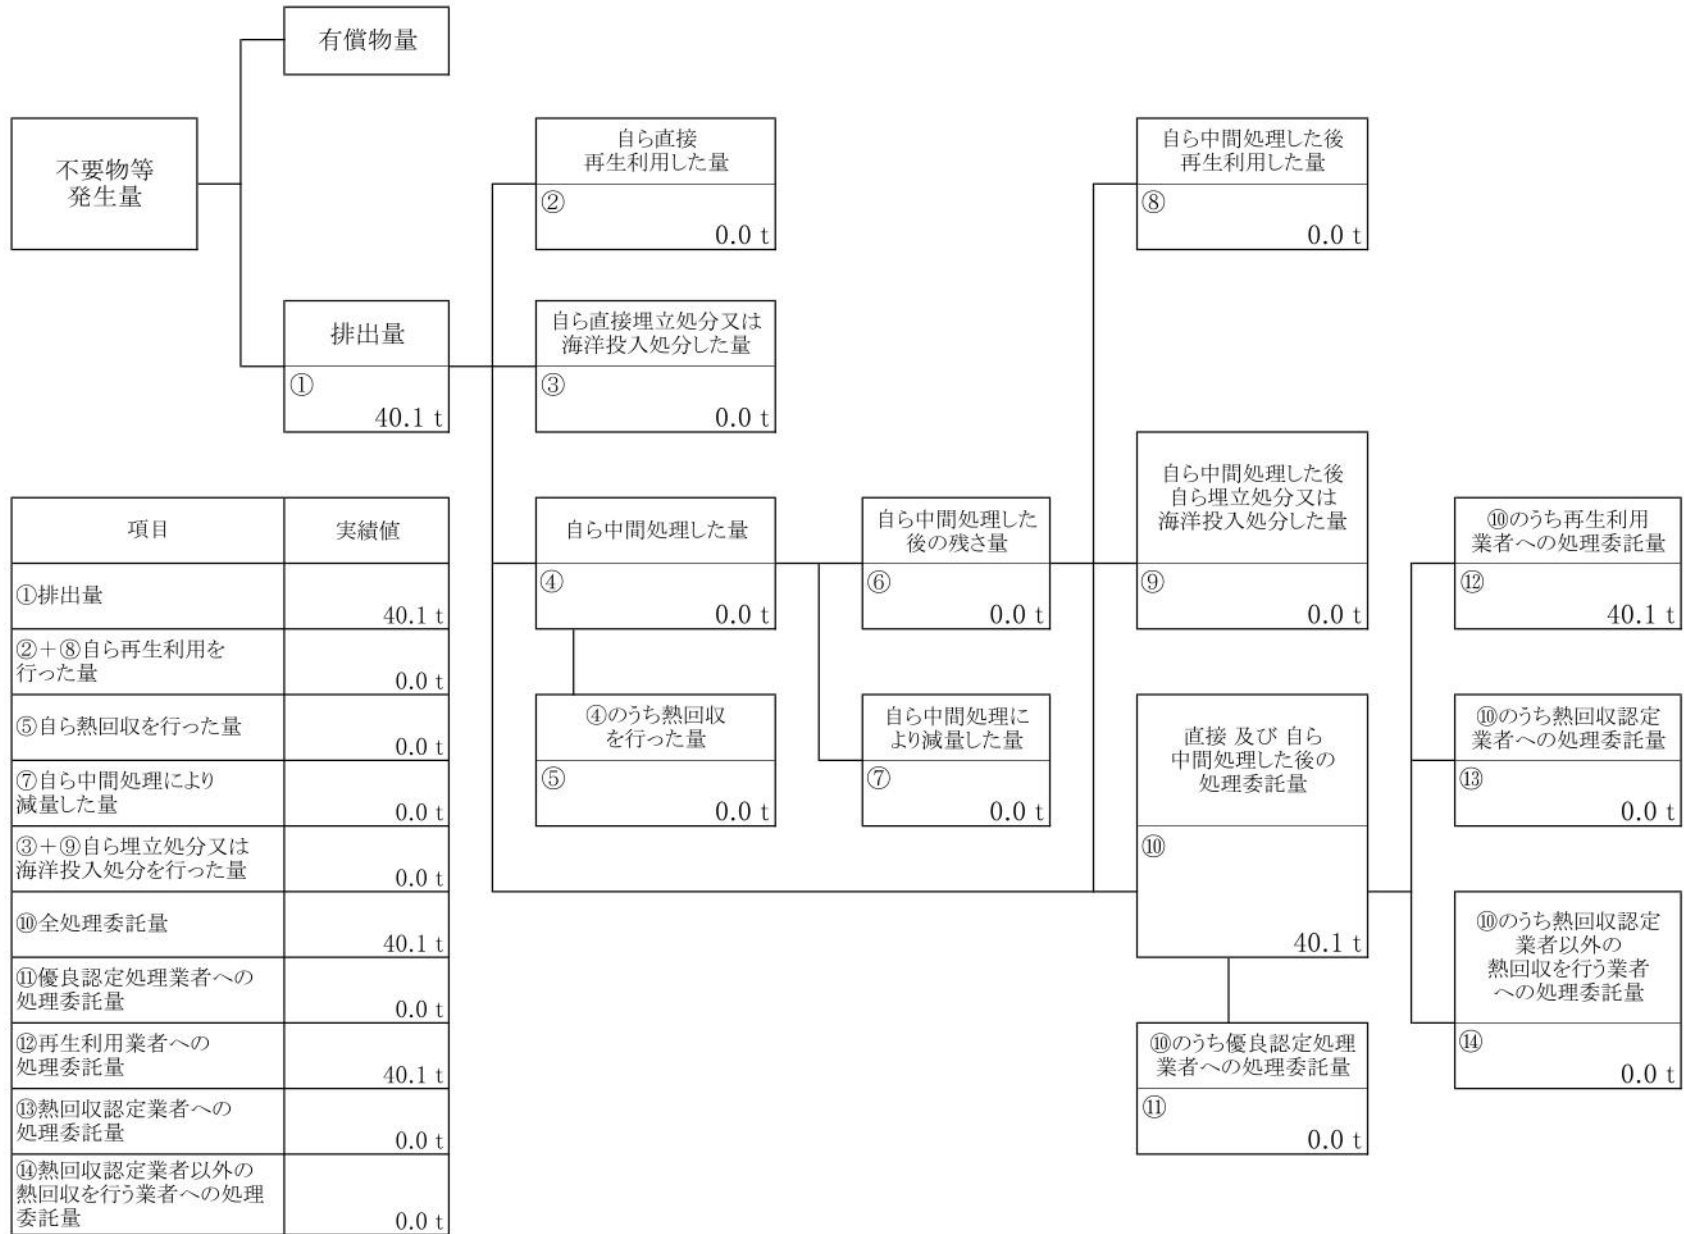 有償物量
不要物等
発生量
自ら直接
再生利用した量
②
0.0 t
自ら中間処理した後
再生利用した量
⑧
0.0 t
排出量
①
40.1 t
自ら直接埋立処分又は
海洋投入処分した量
③
0.0 t
自ら中間処理した量
④
0.0 t
自ら中間処理した
後の残さ量
⑥
0.0 t
自ら中間処理した後
自ら埋立処分又は
海洋投入処分した量
⑨
0.0 t
⑩のうち再生利用
業者への処理委託量
⑫
40.1 t
④のうち熱回収
を行った量
⑤
0.0 t
自ら中間処理に
より減量した量
⑦
0.0 t
直接 及び 自ら
中間処理した後の
処理委託量
⑩
40.1 t
⑩のうち熱回収認定
業者への処理委託量
⑬
0.0 t
⑩のうち熱回収認定
業者以外の
熱回収を行う業者
への処理委託量
⑭
0.0 t
⑩のうち優良認定処理
業者への処理委託量
⑪
0.0 t
項目 実績値
①排出量
40.1 t
②+⑧自ら再生利用を
行った量
0.0 t
⑤自ら熱回収を行った量
0.0 t
⑦自ら中間処理により
減量した量
0.0 t
③+⑨自ら埋立処分又は
海洋投入処分を行った量
0.0 t
⑩全処理委託量
40.1 t
⑪優良認定処理業者への
処理委託量
0.0 t
⑫再生利用業者への
処理委託量
40.1 t
⑬熱回収認定業者への
処理委託量
0.0 t
⑭熱回収認定業者以外の
熱回収を行う業者への処理
委託量
0.0 t